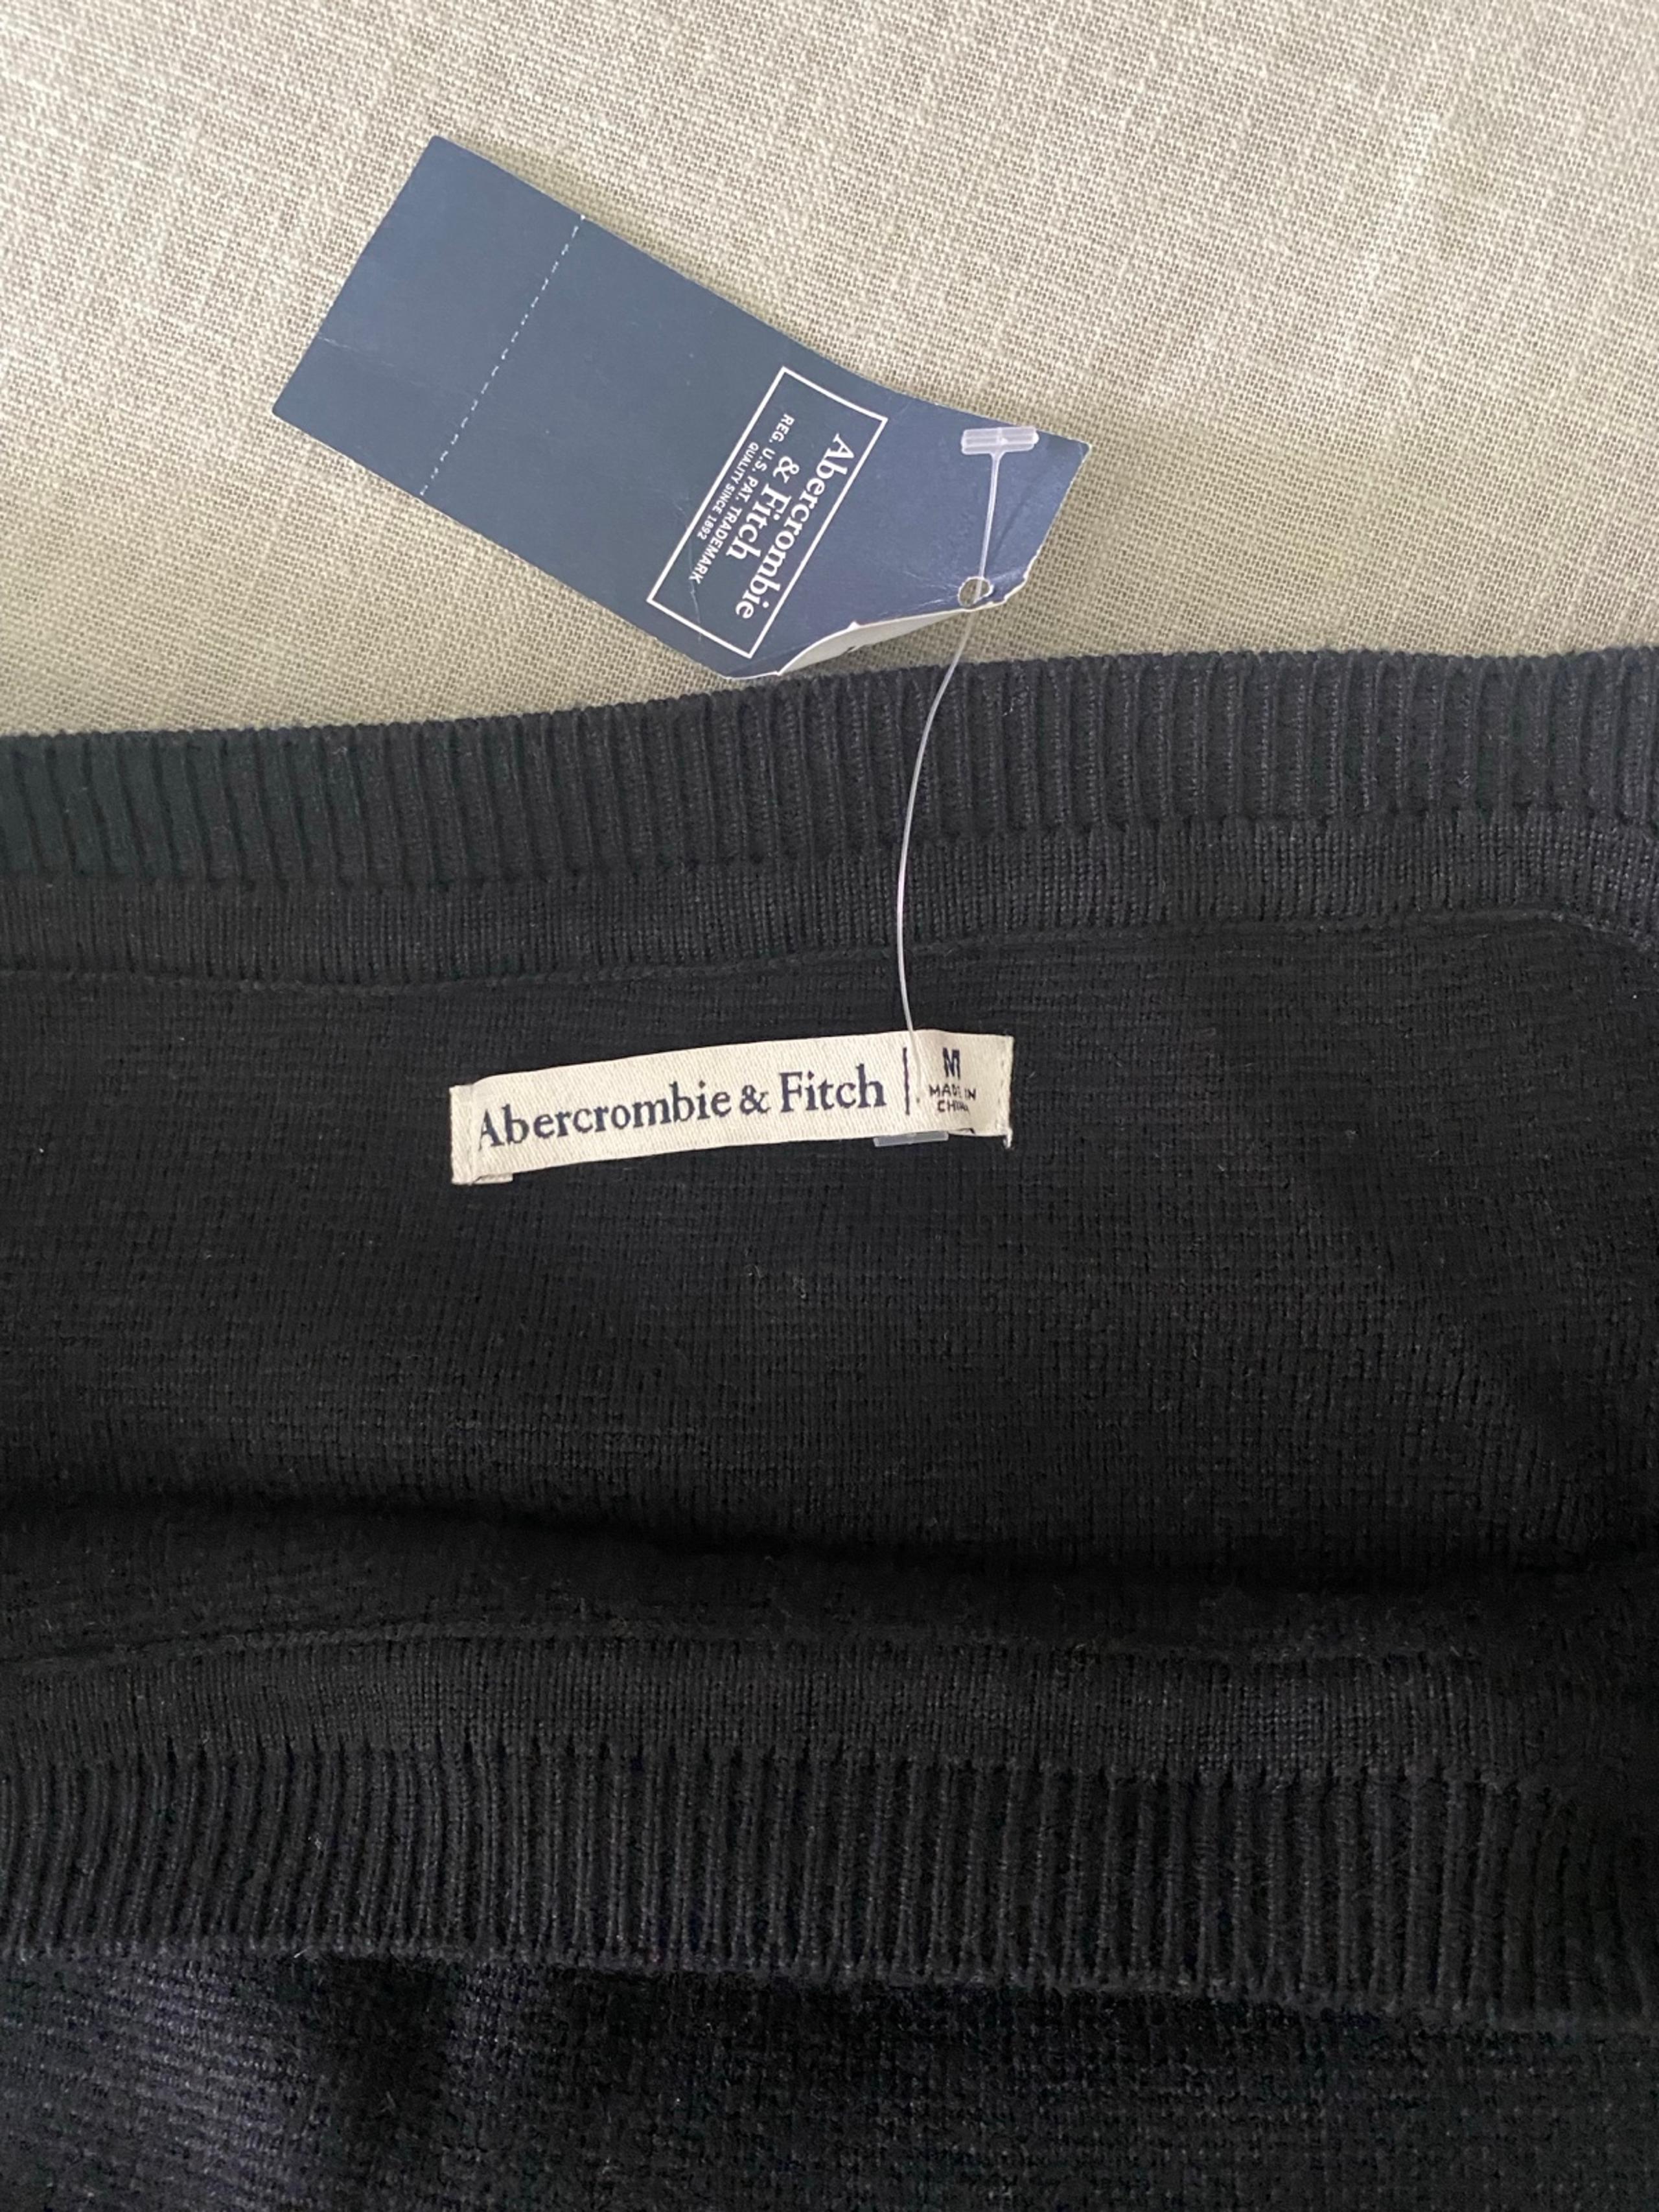 Abercrombie
& Fitch
REG. U.S. PAT. TRADEMARK
QUALITY SINCE 1892
Abercrombie & Fitch
M
MADE IN
CHINA